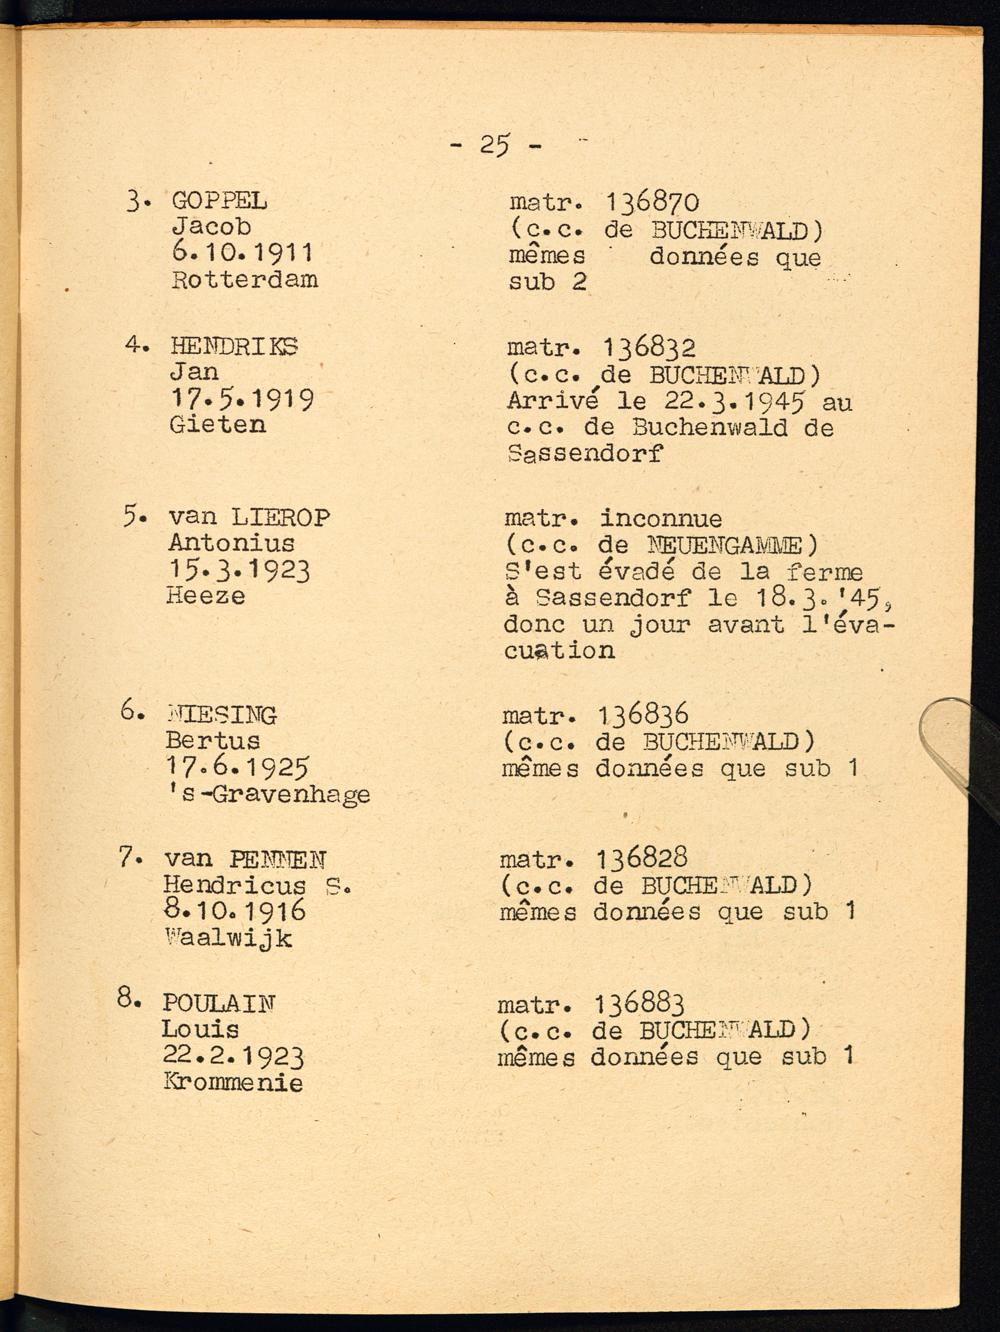 - 25 -
3. GOPPEL
Jacob
6.10.1911
Rotterdam
matr. 136870
(c.c. de BUCHENWALD)
mêmes données que
sub 2
4. HENDRIKS
Jan
17.5.1919
Gieten
matr. 136832
(c.c. de BUCHENWALD)
Arrivé le 22.3.1945 au
c.c. de Buchenwald de
Sassendorf
5. van LIEROP
Antonius
15.3.1923
Heeze
matr. inconnue
(c.c. de NEUENGAMME)
S'est évadé de la ferme
à Sassendorf le 18.3.'45,
donc un jour avant l'éva-
cuation
6. NIESING
Bertus
17.6.1925
's-Gravenhage
matr. 136836
(c.c. de BUCHENWALD)
mêmes données que sub 1
7. van PENNEN
Hendricus S.
8.10.1916
Waalwijk
matr. 136828
(c.c. de BUCHENWALD)
mêmes données que sub 1
8. POULAIN
Louis
22.2.1923
Krommenie
matr. 136883
(c.c. de BUCHENWALD)
mêmes données que sub 1